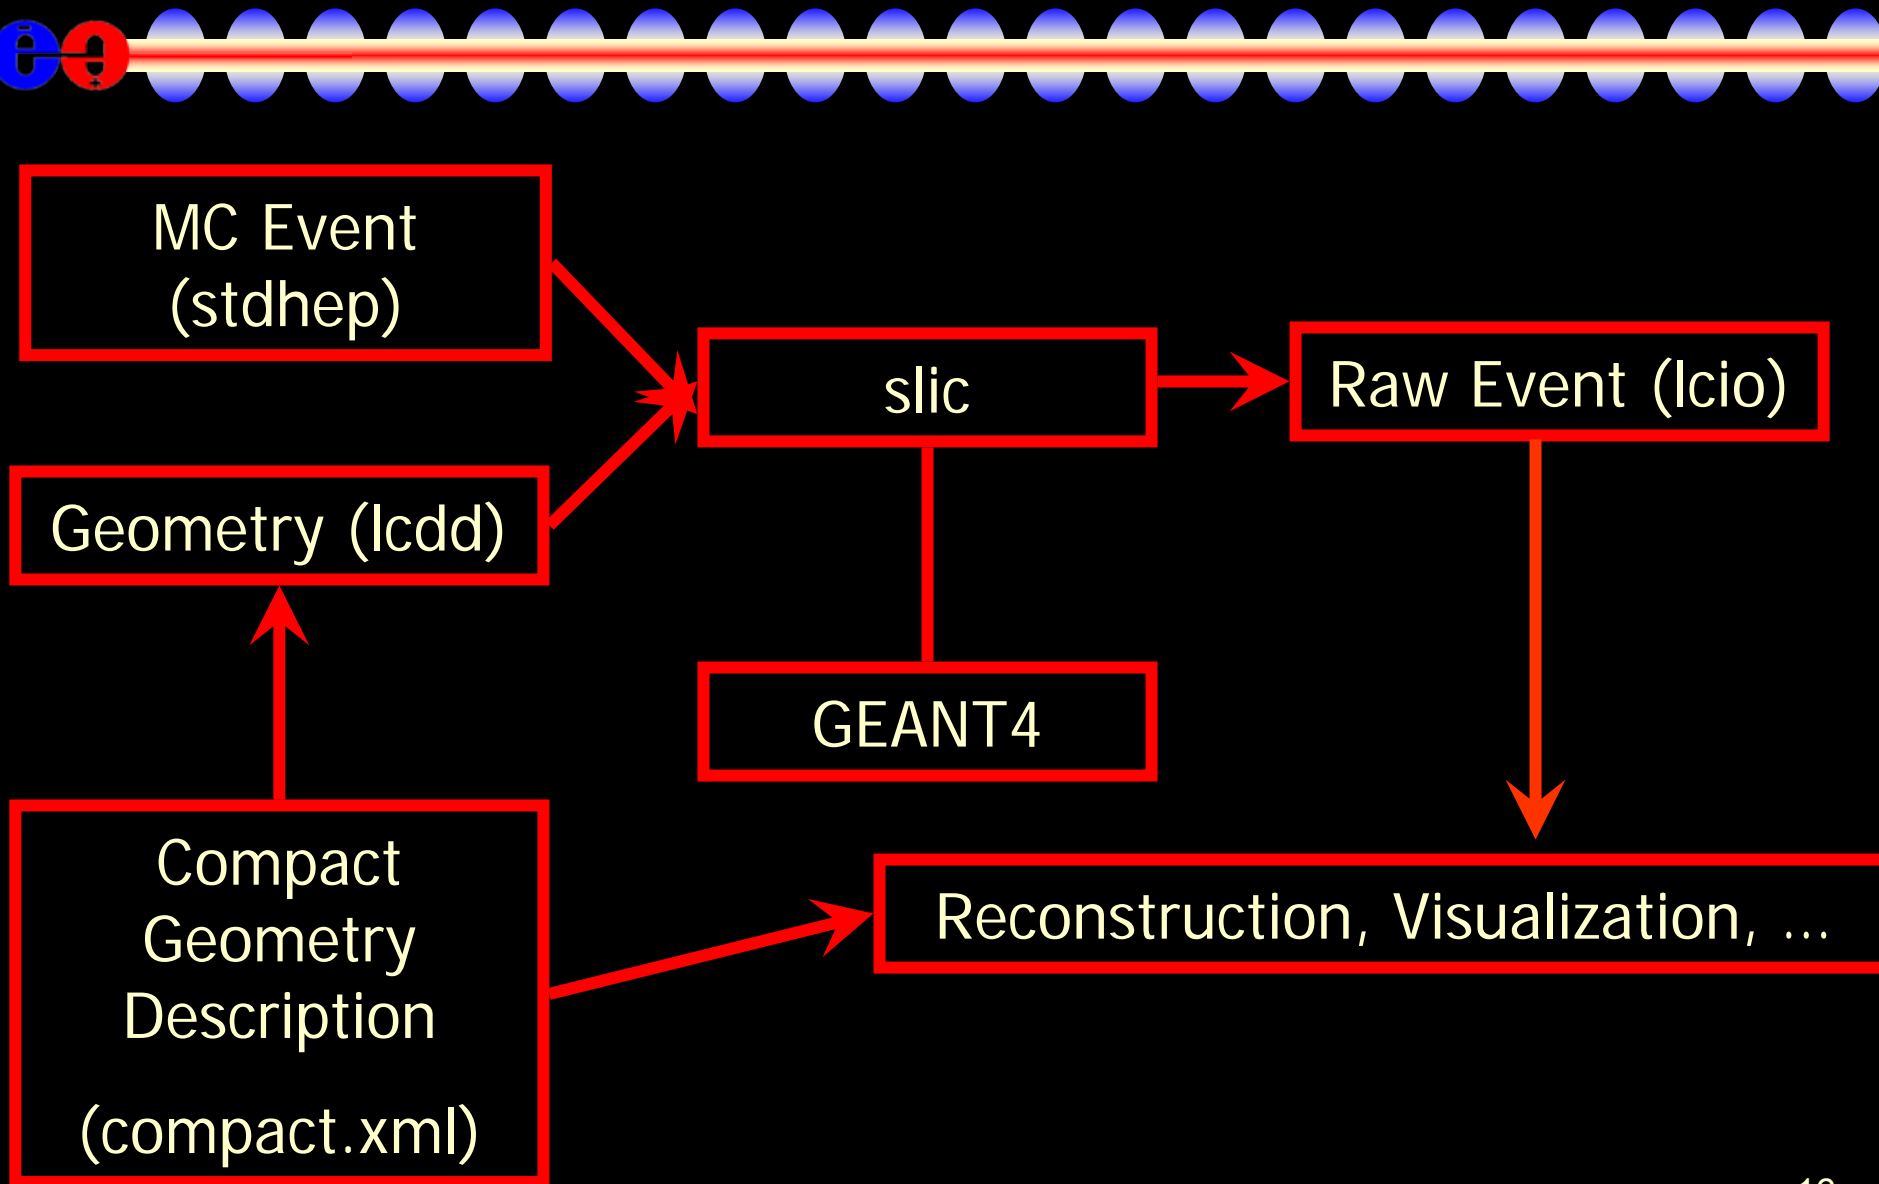 MC Event
(stdhep)
slic
Raw Event (lcio)
Geometry (lcdd)
GEANT4
Compact
Geometry
Description
(compact.xml)
Reconstruction, Visualization, ...